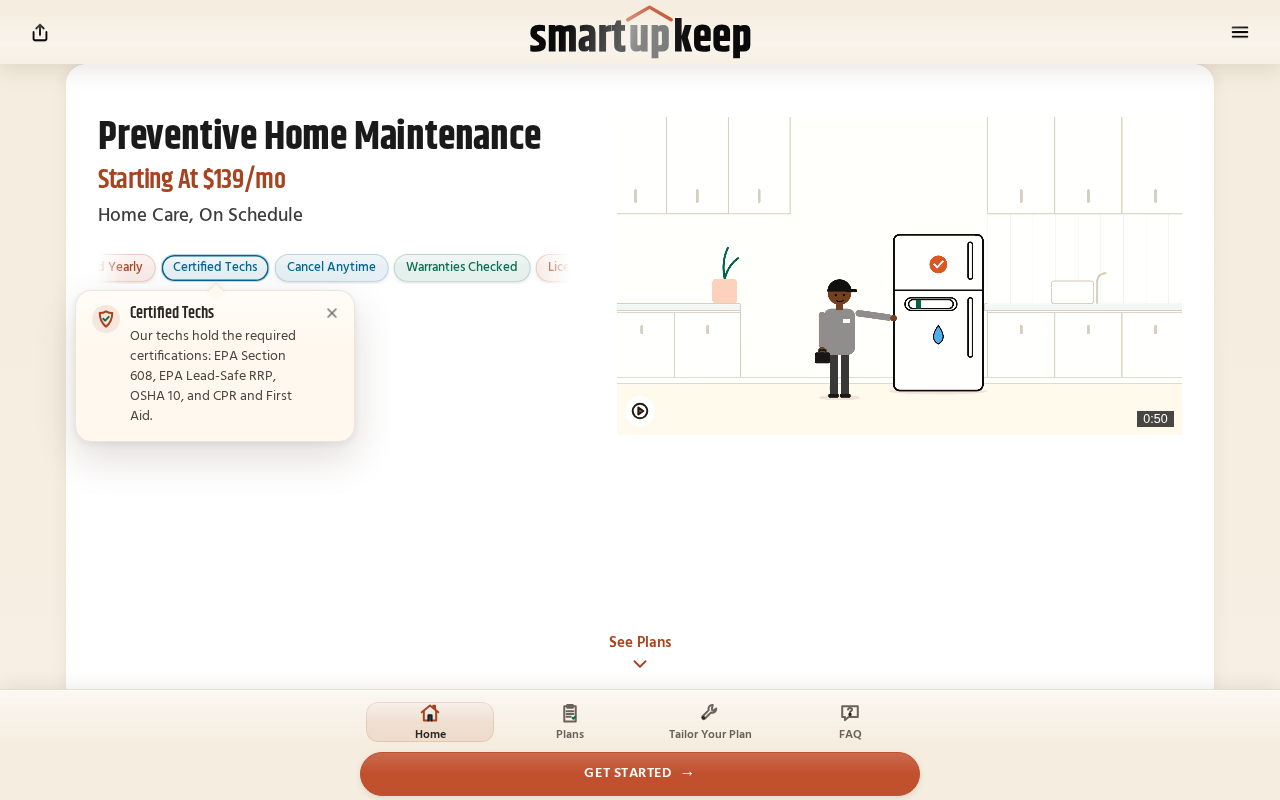 smartupkeep
Preventive Home Maintenance
Starting At $139/mo
Home Care, On Schedule
Yearly
Certified Techs
Cancel Anytime
Warranties Checked
Certified Techs
Our techs hold the required
certifications: EPA Section
608, EPA Lead-Safe RRP,
OSHA 10, and CPR and First
Aid.
0:50
See Plans
Home
Plans
Tailor Your Plan
FAQ
GET STARTED →